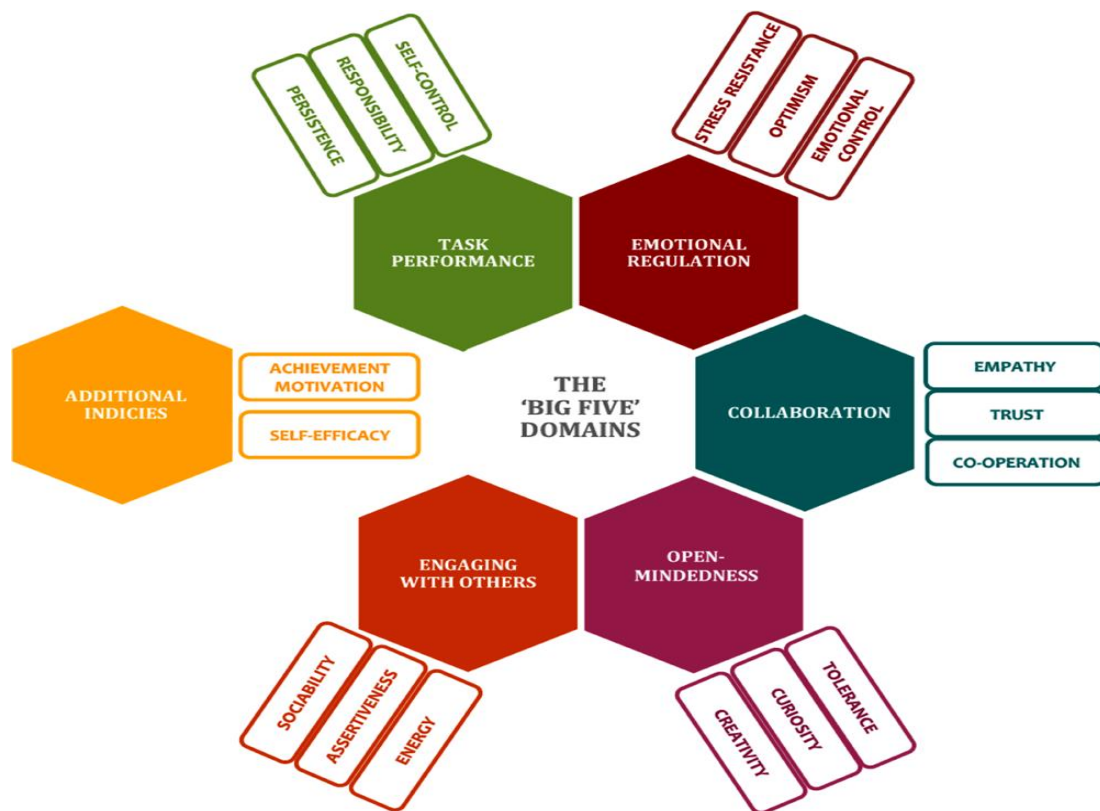 PERSISTENCE
RESPONSIBILITY
SELF-CONTROL
STRESS RESISTANCE
OPTIMISM
EMOTIONAL
CONTROL
TASK
PERFORMANCE
EMOTIONAL
REGULATION
ADDITIONAL
INDICIES
ACHIEVEMENT
MOTIVATION
SELF-EFFICACY
THE
‘BIG FIVE’
DOMAINS
COLLABORATION
EMPATHY
TRUST
CO-OPERATION
ENGAGING
WITH OTHERS
OPEN-
MINDEDNESS
SOCIABILITY
ASSERTIVENESS
ENERGY
CREATIVITY
CURIOSITY
TOLERANCE